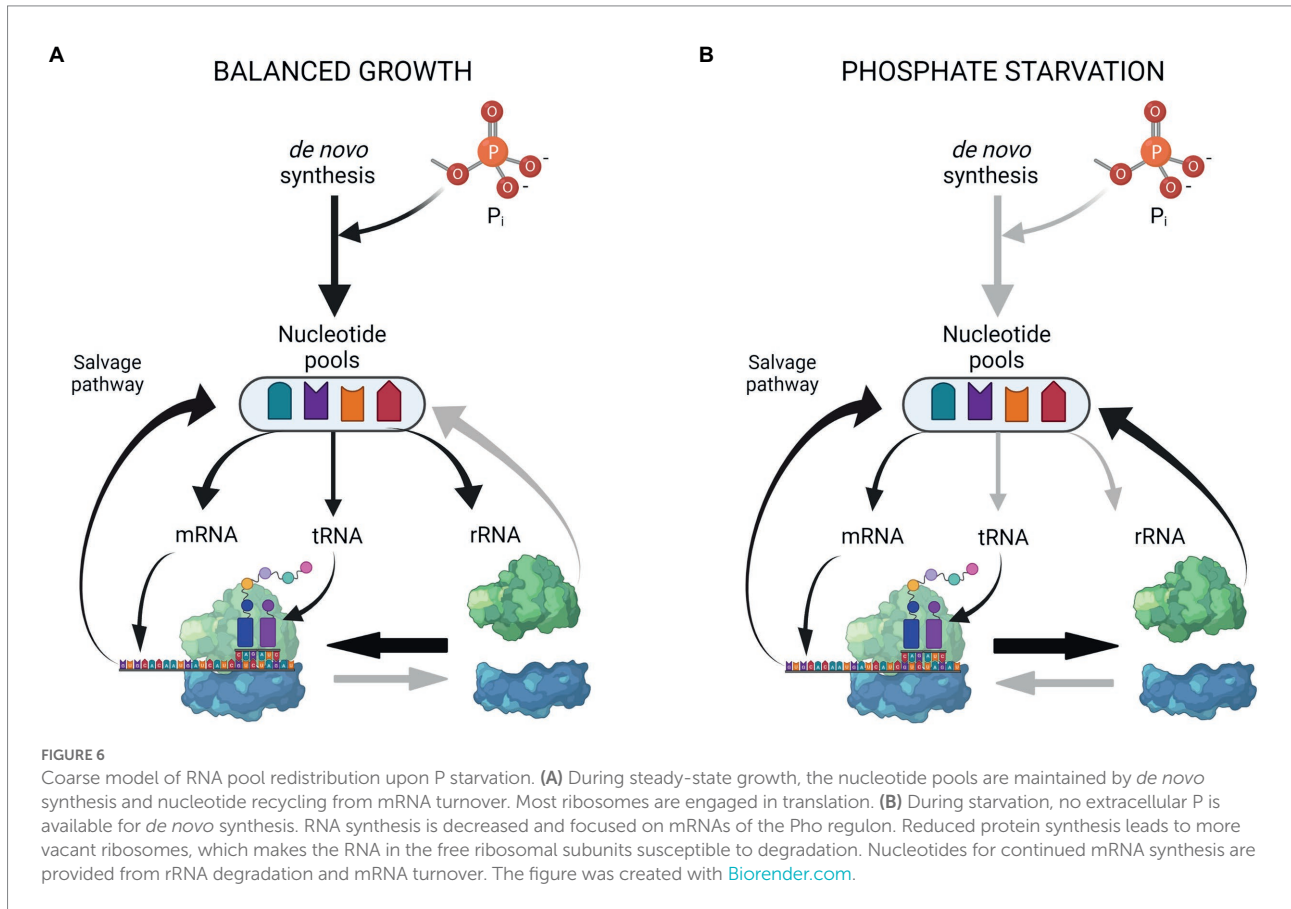 A
BALANCED GROWTH
de novo
synthesis
O
P
O
O -
O -
Pi
Nucleotide
pools
Salvage
pathway
mRNA
tRNA
rRNA
B
PHOSPHATE STARVATION
de novo
synthesis
O
P
O
O -
O -
Pi
Nucleotide
pools
Salvage
pathway
mRNA
tRNA
rRNA
FIGURE 6
Coarse model of RNA pool redistribution upon P starvation. (A) During steady-state growth, the nucleotide pools are maintained by de novo
synthesis and nucleotide recycling from mRNA turnover. Most ribosomes are engaged in translation. (B) During starvation, no extracellular P is
available for de novo synthesis. RNA synthesis is decreased and focused on mRNAs of the Pho regulon. Reduced protein synthesis leads to more
vacant ribosomes, which makes the RNA in the free ribosomal subunits susceptible to degradation. Nucleotides for continued mRNA synthesis are
provided from rRNA degradation and mRNA turnover. The figure was created with Biorender.com.